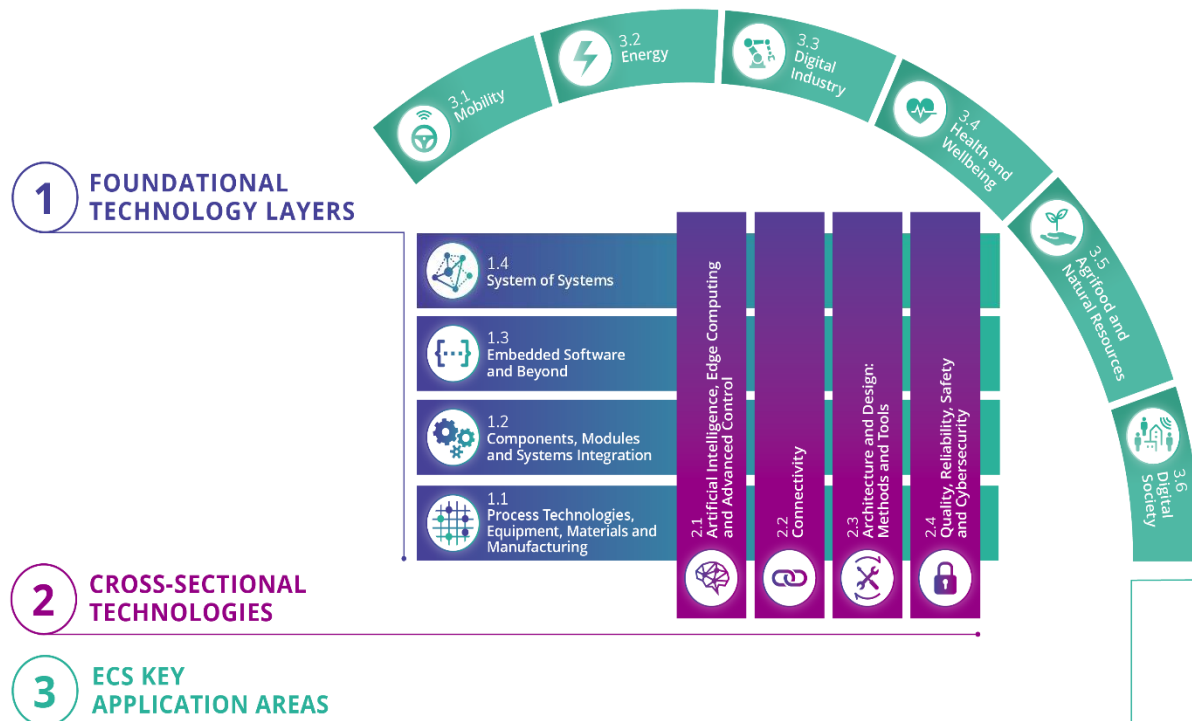 3.1
Mobility
3.2
Energy
3.3
Digital
Industry
3.4
Health and
Wellbeing
3.5
Agrifood and
Natural Resources
3.6
Digital
Society
1
FOUNDATIONAL
TECHNOLOGY LAYERS
1.4
System of Systems
1.3
Embedded Software
and Beyond
1.2
Components, Modules
and Systems Integration
1.1
Process Technologies,
Equipment, Materials and
Manufacturing
2.1
Artificial Intelligence, Edge Computing
and Advanced Control
2.2
Connectivity
2.3
Architecture and Design:
Methods and Tools
2.4
Quality, Reliability, Safety
and Cybersecurity
2
CROSS-SECTIONAL
TECHNOLOGIES
3
ECS KEY
APPLICATION AREAS